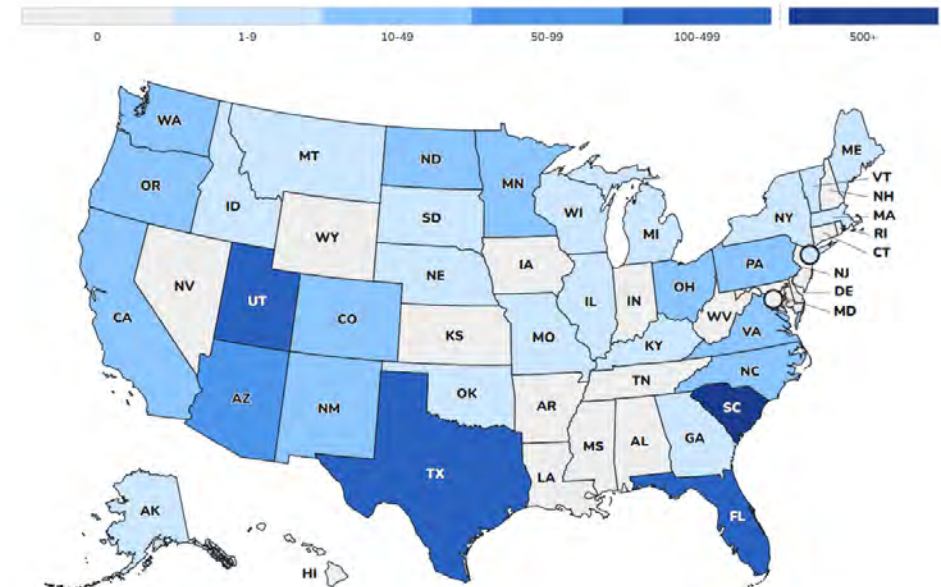 0 1-9 10-49 50-99 100-499 500+
WA
MT
ND
MN
ME
VT
NH
OR
ID
SD
WI
MI
NY
MA
RI
WY
CT
NE
IA
PA
NJ
NV
UT
CO
IL
IN
OH
DE
MD
CA
KS
MO
WV
VA
KY
NC
AZ
NM
OK
TN
AR
SC
MS
AL
GA
TX
LA
AK
FL
HI